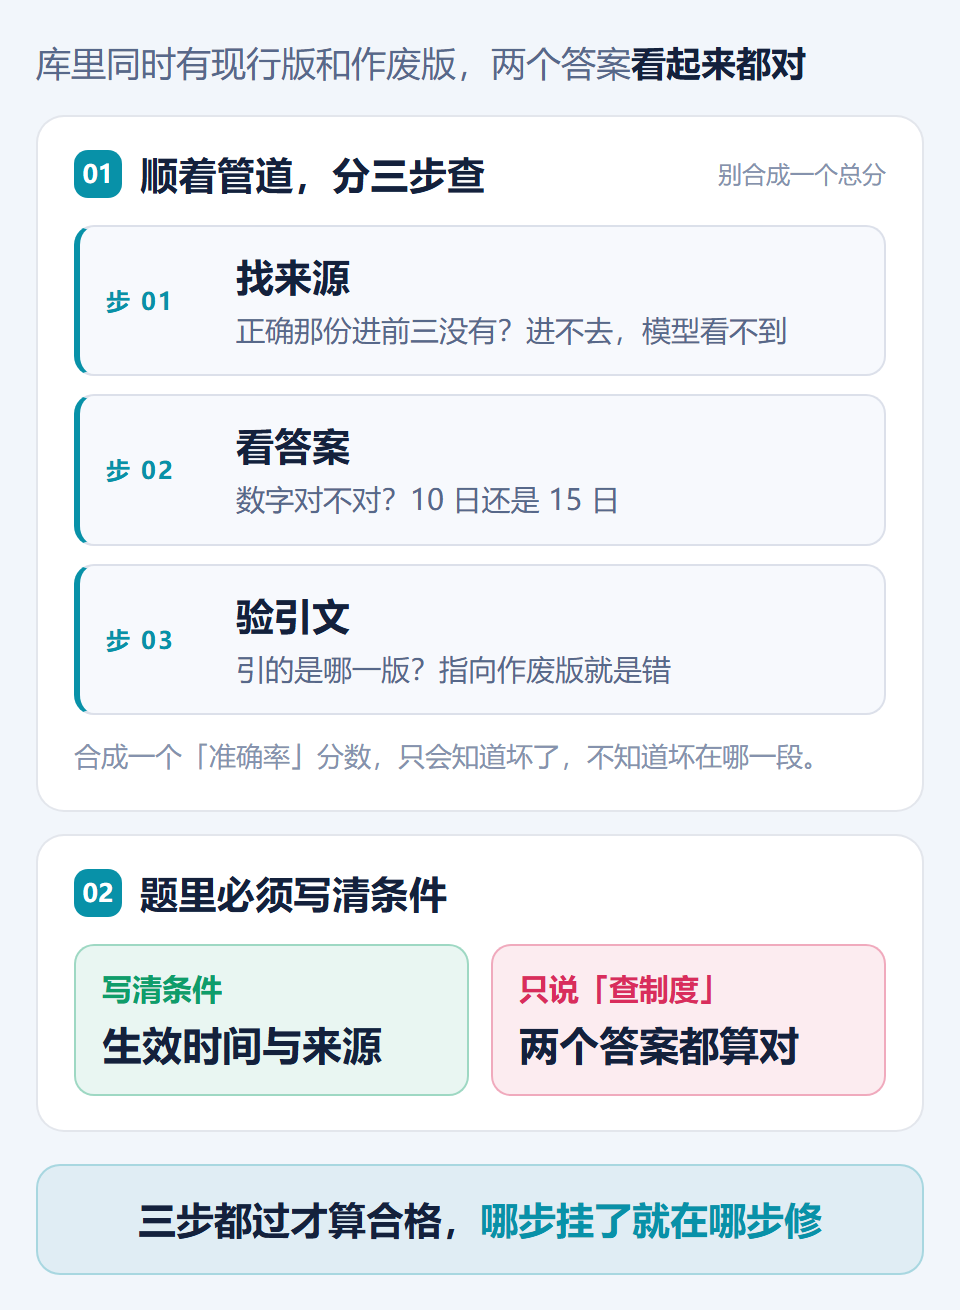 库里同时有现行版和作废版，两个答案看起来都对
01 顺着管道，分三步查 别合成一个总分
找来源
步 01
正确那份进前三没有？进不去，模型看不到
看答案
步 02
数字对不对？10 日还是 15 日
验引文
步 03
引的是哪一版？指向作废版就是错
合成一个「准确率」分数，只会知道坏了，不知道坏在哪一段。
02 题里必须写清条件
写清条件
生效时间与来源
只说「查制度」
两个答案都算对
三步都过才算合格，哪步挂了就在哪步修